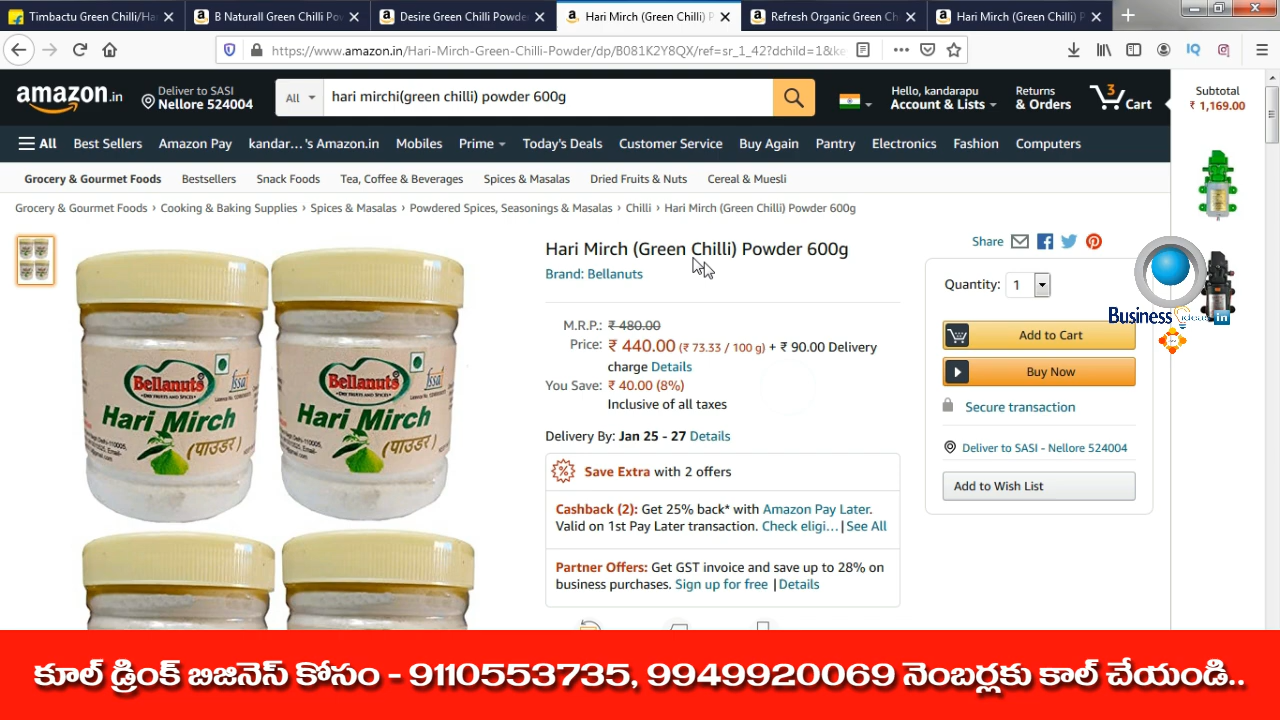 Timbactu Green Chilli/Ha
B Naturall Green Chilli Pov
Desire Green Chilli Powder
Hari Mirch (Green Chilli) P
Refresh Organic Green Ch
Hari Mirch (Green Chilli) P
https://www.amazon.in/Hari-Mirch-Green-Chilli-Powder/dp/B081K2Y8QX/ref=sr_1_42?dchild=1&ke
amazon.in
Deliver to SASI
Nellore 524004
All
hari mirchi(green chilli) powder 600g
Hello, kandarapu
Account & Lists
Returns
& Orders
3
Cart
Subtotal
₹ 1,169.00
All Best Sellers Amazon Pay kandar... 's Amazon.in Mobiles Prime Today's Deals Customer Service Buy Again Pantry Electronics Fashion Computers
Grocery & Gourmet Foods Bestsellers Snack Foods Tea, Coffee & Beverages Spices & Masalas Dried Fruits & Nuts Cereal & Muesli
Grocery & Gourmet Foods › Cooking & Baking Supplies › Spices & Masalas › Powdered Spices, Seasonings & Masalas › Chilli › Hari Mirch (Green Chilli) Powder 600g
Bellanuts
Hari Mirch
(पाउडर)
Bellanuts
Hari Mirch
(पाउडर)
Hari Mirch (Green Chilli) Powder 600g
Brand: Bellanuts
M.R.P.: ₹ 480.00
Price: ₹ 440.00 (₹ 73.33 / 100 g) + ₹ 90.00 Delivery
charge Details
You Save: ₹ 40.00 (8%)
Inclusive of all taxes
Delivery By: Jan 25 - 27 Details
Save Extra with 2 offers
Cashback (2): Get 25% back* with Amazon Pay Later.
Valid on 1st Pay Later transaction. Check eligi... | See All
Partner Offers: Get GST invoice and save up to 28% on
business purchases. Sign up for free | Details
Share
Quantity: 1
Add to Cart
Buy Now
Secure transaction
Deliver to SASI - Nellore 524004
Add to Wish List
Business ideas in
కూల్ డ్రింక్ బిజినెస్ కోసం - 9110553735, 9949920069 నెంబర్లకు కాల్ చేయండి..